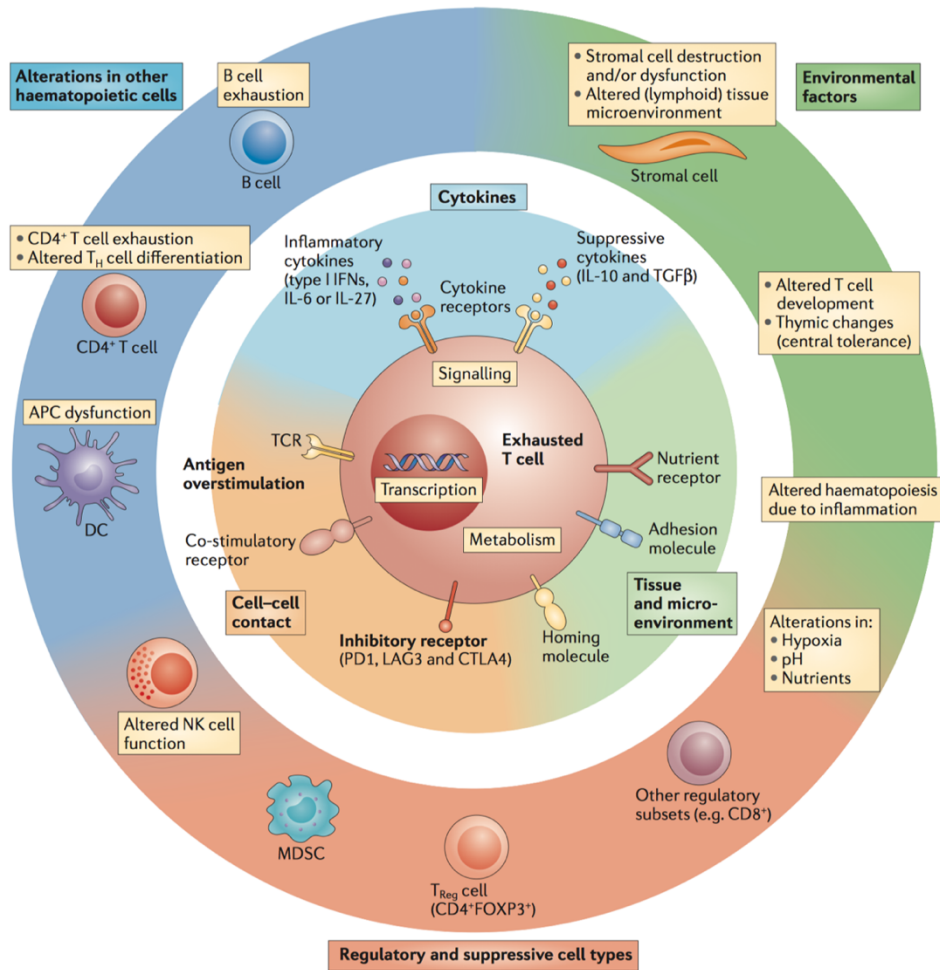 Alterations in other
haematopoietic cells
B cell
exhaustion
B cell
• Stromal cell destruction
and/or dysfunction
• Altered (lymphoid) tissue
microenvironment
Stromal cell
Environmental
factors
• CD4⁺ T cell exhaustion
• Altered T_H cell differentiation
CD4⁺ T cell
Cytokines
Inflammatory
cytokines
(type I IFNs,
IL-6 or IL-27)
Cytokine
receptors
Suppressive
cytokines
(IL-10 and TGFβ)
Signalling
• Altered T cell
development
• Thymic changes
(central tolerance)
APC dysfunction
DC
TCR
Antigen
overstimulation
Transcription
Exhausted
T cell
Nutrient
receptor
Altered haematopoiesis
due to inflammation
Co-stimulatory
receptor
Metabolism
Adhesion
molecule
Cell–cell
contact
Inhibitory receptor
(PD1, LAG3 and CTLA4)
Homing
molecule
Tissue
and micro-
environment
Alterations in:
• Hypoxia
• pH
• Nutrients
Altered NK cell
function
MDSC
T_Reg cell
(CD4⁺FOXP3⁺)
Other regulatory
subsets (e.g. CD8⁺)
Regulatory and suppressive cell types